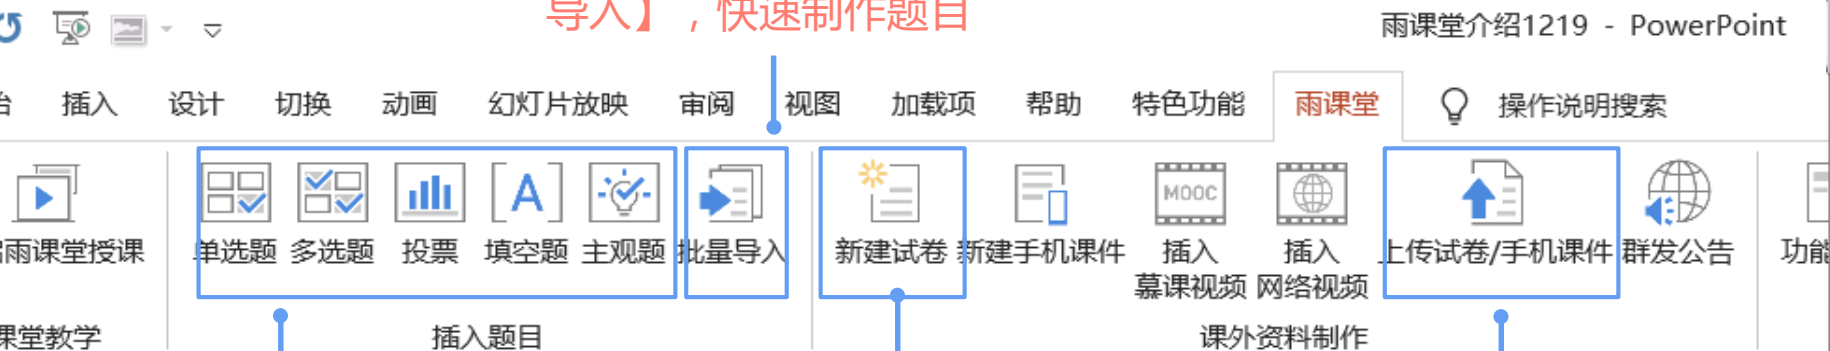 导入】，快速制作题目
雨课堂介绍1219 - PowerPoint
插入 设计 切换 动画 幻灯片放映 审阅 视图 加载项 帮助 特色功能 雨课堂 操作说明搜索
A MOOC
雨课堂授课 单选题 多选题 投票 填空题 主观题 批量导入 新建试卷 新建手机课件 插入 插入 上传试卷/手机课件 群发公告 功能
慕课视频 网络视频
课堂教学 插入题目 课外资料制作